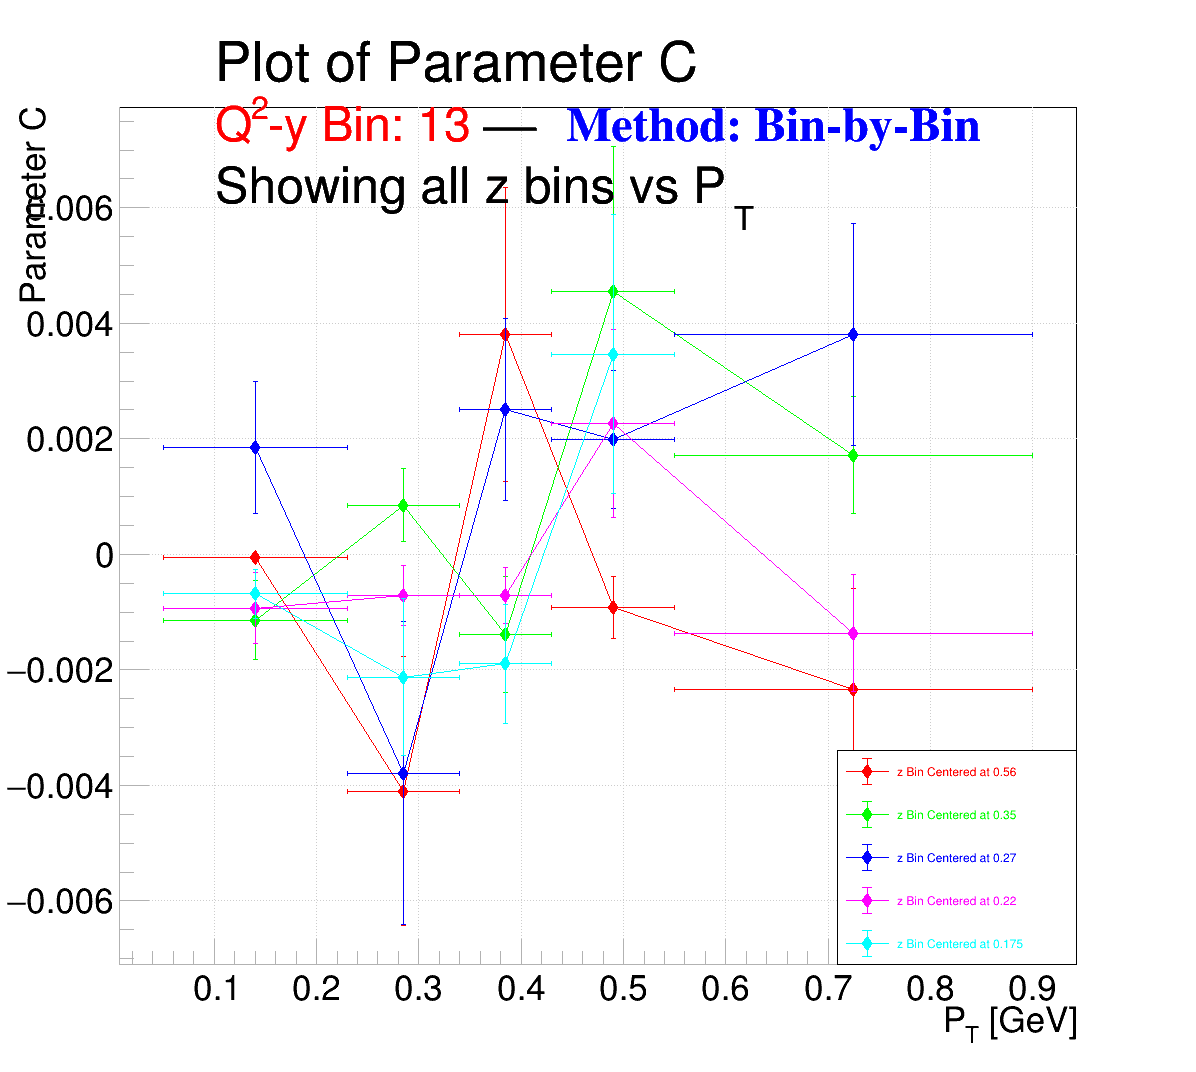 Plot of Parameter C
Q²-y Bin: 13 — Method: Bin-by-Bin
Showing all z bins vs P_T
Parameter C
0.006
0.004
0.002
0
−0.002
−0.004
−0.006
z Bin Centered at 0.56
z Bin Centered at 0.35
z Bin Centered at 0.27
z Bin Centered at 0.22
z Bin Centered at 0.175
0.1 0.2 0.3 0.4 0.5 0.6 0.7 0.8 0.9
P_T [GeV]